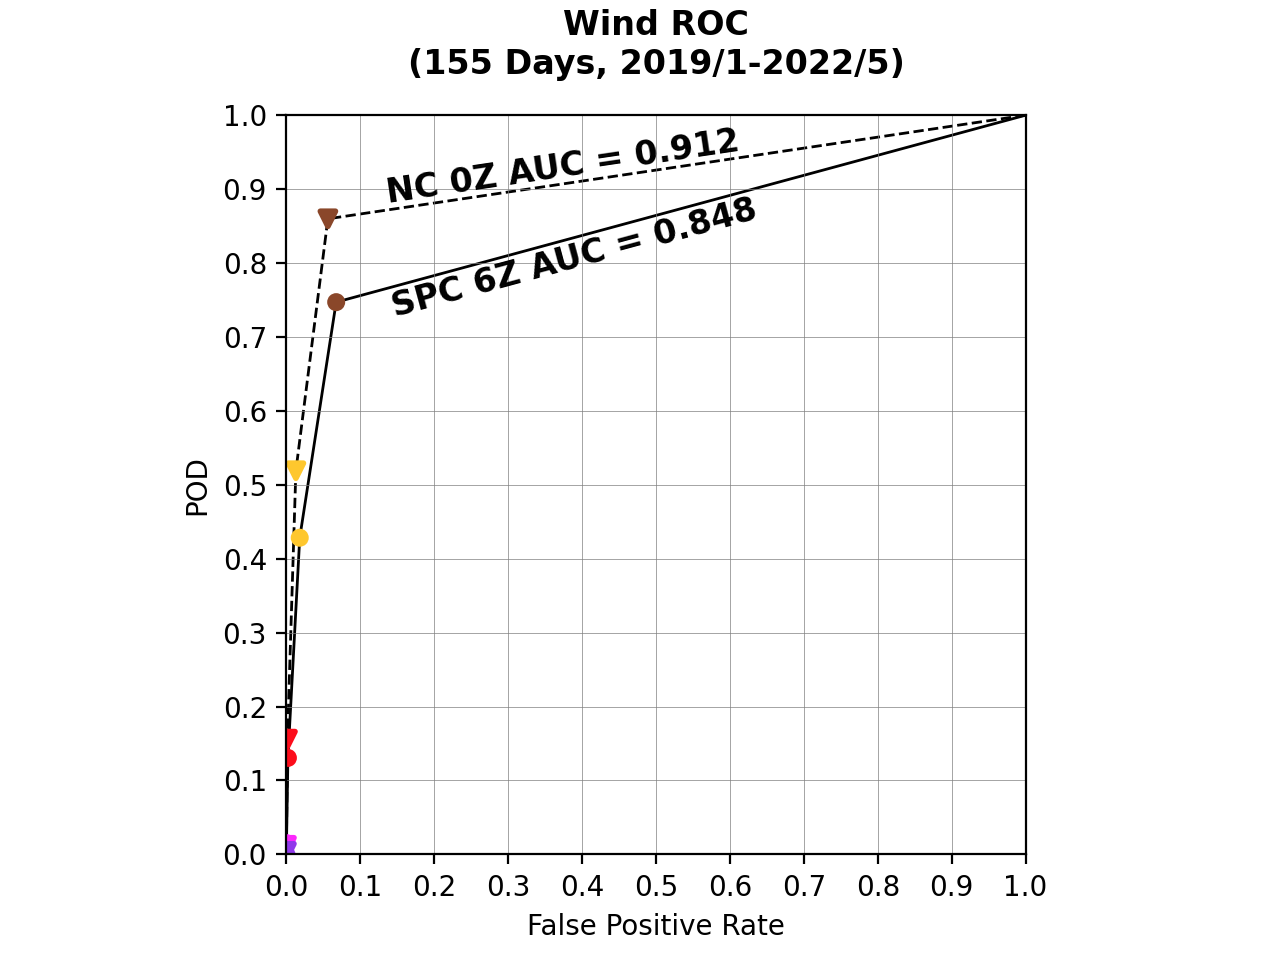 Wind ROC
(155 Days, 2019/1-2022/5)
1.0
0.9
0.8
0.7
0.6
0.5
0.4
0.3
0.2
0.1
0.0
POD
NC 0Z AUC = 0.912
SPC 6Z AUC = 0.848
0.0 0.1 0.2 0.3 0.4 0.5 0.6 0.7 0.8 0.9 1.0
False Positive Rate